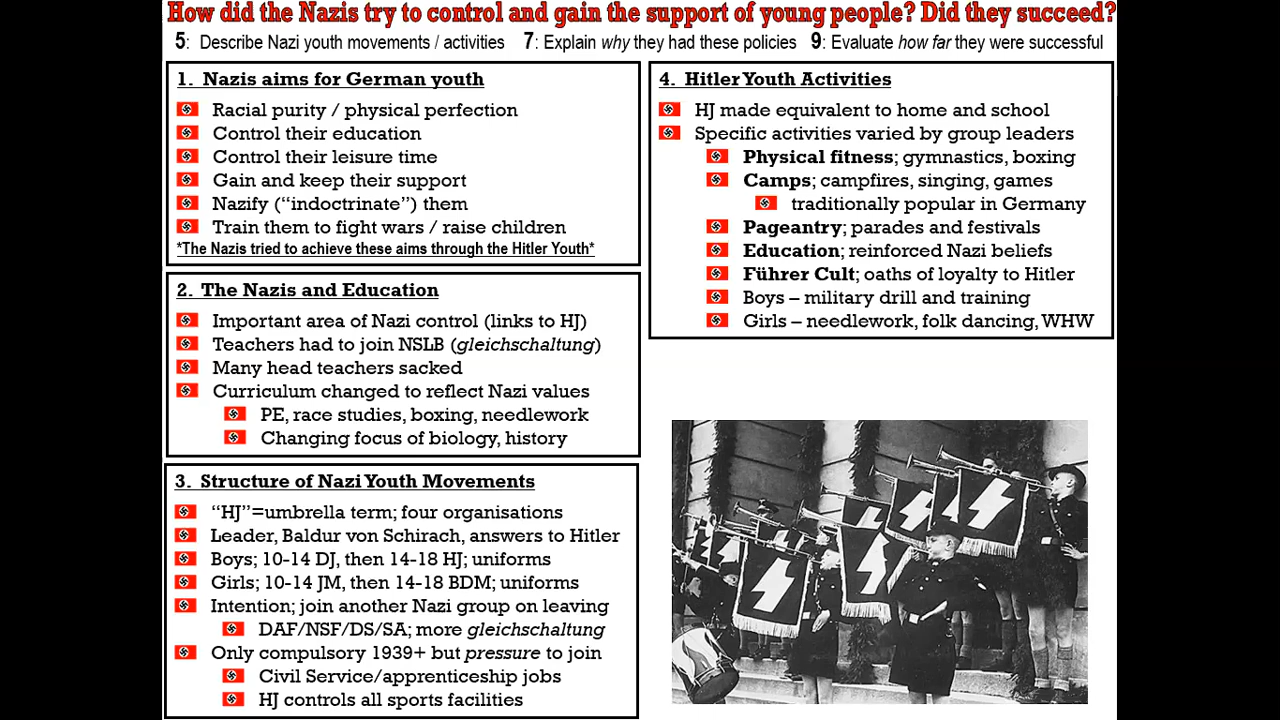 How did the Nazis try to control and gain the support of young people? Did they succeed?
5: Describe Nazi youth movements / activities 7: Explain why they had these policies 9: Evaluate how far they were successful
1. Nazis aims for German youth
Racial purity / physical perfection
Control their education
Control their leisure time
Gain and keep their support
Nazify (“indoctrinate”) them
Train them to fight wars / raise children
*The Nazis tried to achieve these aims through the Hitler Youth*
2. The Nazis and Education
Important area of Nazi control (links to HJ)
Teachers had to join NSLB (gleichschaltung)
Many head teachers sacked
Curriculum changed to reflect Nazi values
PE, race studies, boxing, needlework
Changing focus of biology, history
3. Structure of Nazi Youth Movements
“HJ”=umbrella term; four organisations
Leader, Baldur von Schirach, answers to Hitler
Boys; 10-14 DJ, then 14-18 HJ; uniforms
Girls; 10-14 JM, then 14-18 BDM; uniforms
Intention; join another Nazi group on leaving
DAF/NSF/DS/SA; more gleichschaltung
Only compulsory 1939+ but pressure to join
Civil Service/apprenticeship jobs
HJ controls all sports facilities
4. Hitler Youth Activities
HJ made equivalent to home and school
Specific activities varied by group leaders
Physical fitness; gymnastics, boxing
Camps; campfires, singing, games
traditionally popular in Germany
Pageantry; parades and festivals
Education; reinforced Nazi beliefs
Führer Cult; oaths of loyalty to Hitler
Boys – military drill and training
Girls – needlework, folk dancing, WHW